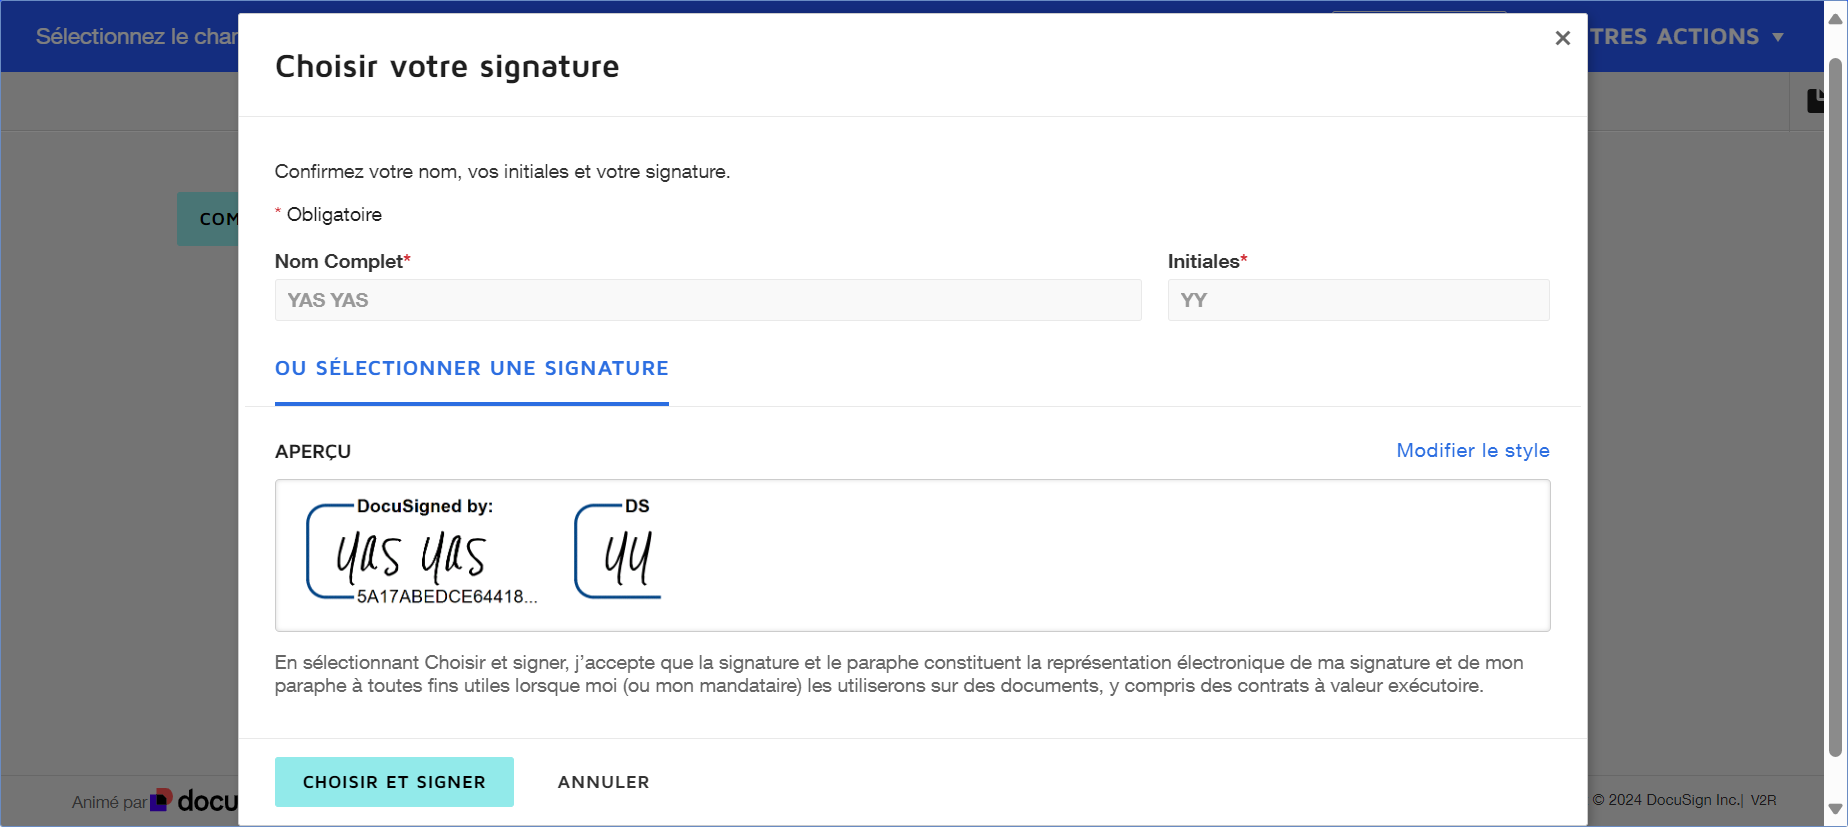 Sélectionnez le char
TRES ACTIONS
Choisir votre signature
Confirmez votre nom, vos initiales et votre signature.
* Obligatoire
COM
Nom Complet*
Initiales*
YAS YAS
YY
OU SÉLECTIONNER UNE SIGNATURE
APERÇU
Modifier le style
DocuSigned by:
DS
yas yas
yy
5A17ABEDCE64418...
En sélectionnant Choisir et signer, j'accepte que la signature et le paraphe constituent la représentation électronique de ma signature et de mon
paraphe à toutes fins utiles lorsque moi (ou mon mandataire) les utiliserons sur des documents, y compris des contrats à valeur exécutoire.
CHOISIR ET SIGNER
ANNULER
Animé par docu
© 2024 DocuSign Inc.| V2R